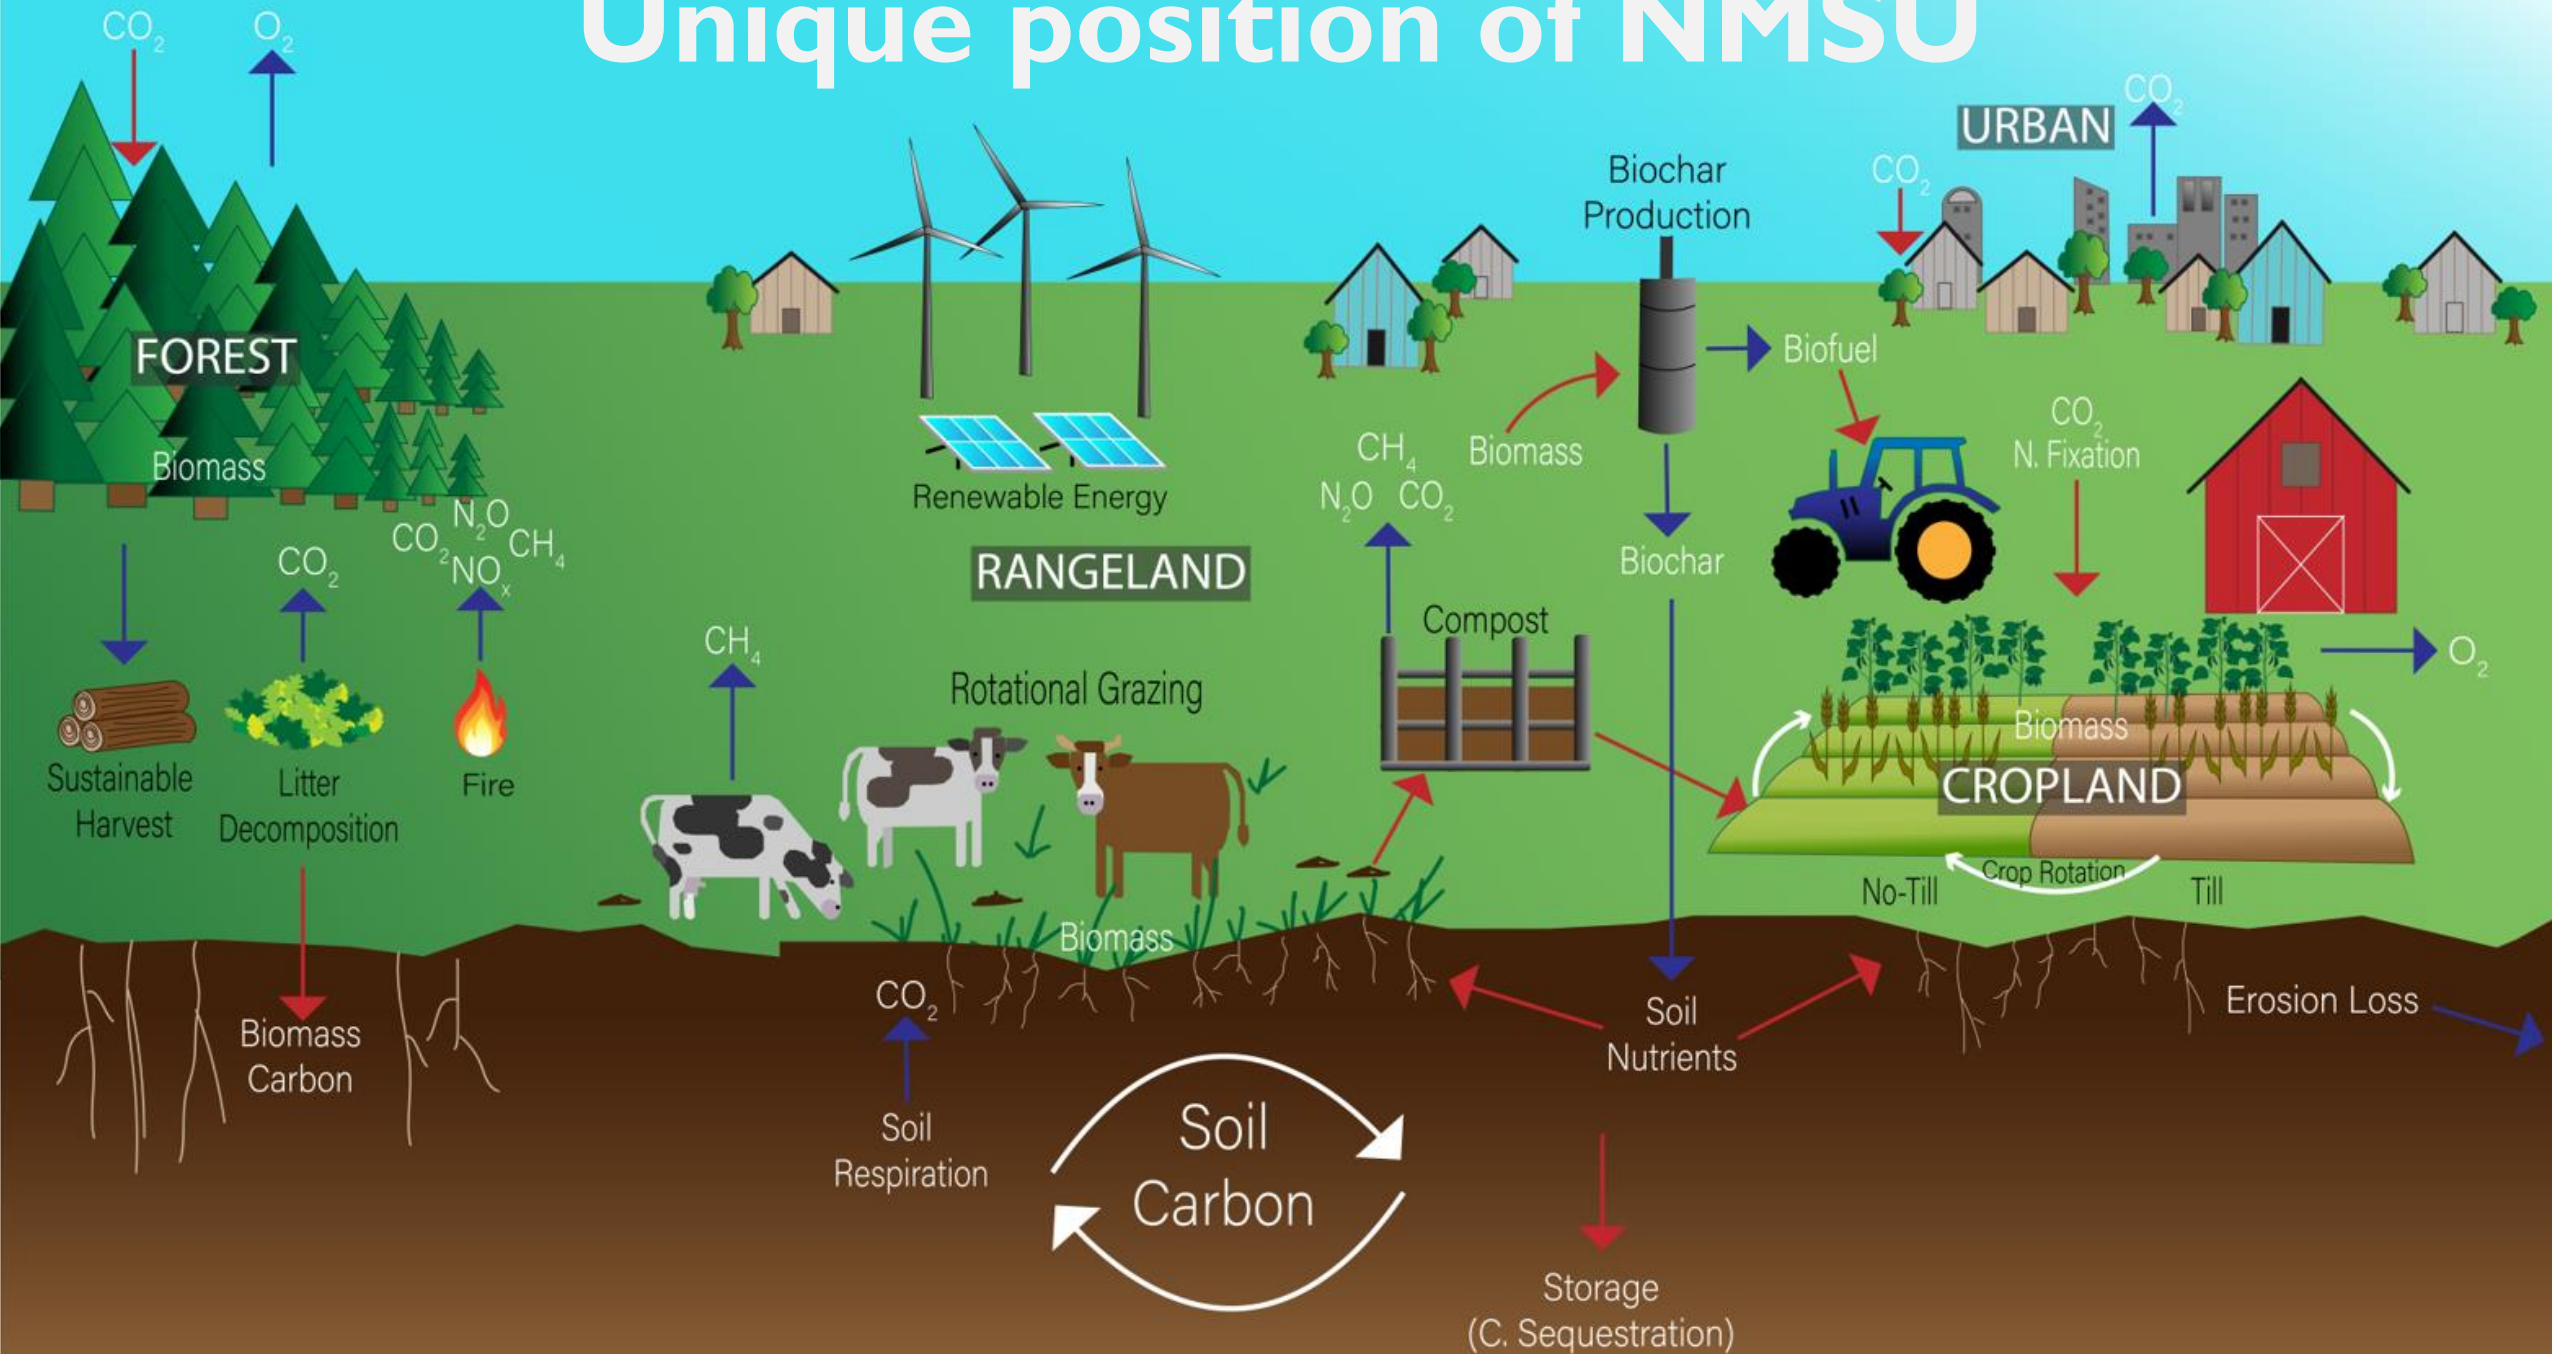 Unique position of NMSU
CO₂
O₂
FOREST
Biomass
CO₂
N₂O
CO₂
CH₄
NOₓ
Sustainable
Harvest
Litter
Decomposition
Fire
Biomass
Carbon
Renewable Energy
RANGELAND
CH₄
Rotational Grazing
Biomass
CO₂
Soil
Respiration
Soil
Carbon
Biochar
Production
Biomass
Biofuel
Biochar
CH₄
N₂O CO₂
Compost
Soil
Nutrients
Storage
(C. Sequestration)
URBAN
CO₂
CO₂
CO₂
N. Fixation
O₂
Biomass
CROPLAND
Crop Rotation
No-Till
Till
Erosion Loss